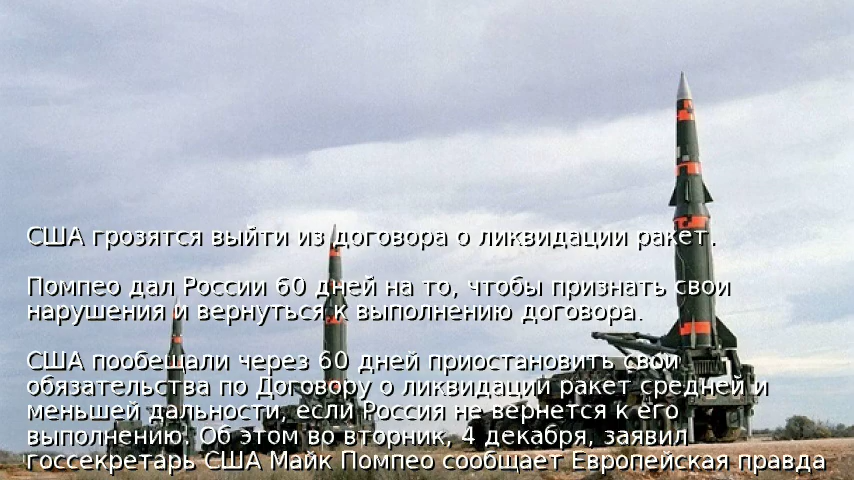 США грозятся выйти из договора о ликвидации ракет.
Помпео дал России 60 дней на то, чтобы признать свои
нарушения и вернуться к выполнению договора.
США пообещали через 60 дней приостановить свои
обязательства по Договору о ликвидации ракет средней и
меньшей дальности, если Россия не вернется к его
выполнению. Об этом во вторник, 4 декабря, заявил
госсекретарь США Майк Помпео сообщает Европейская правда